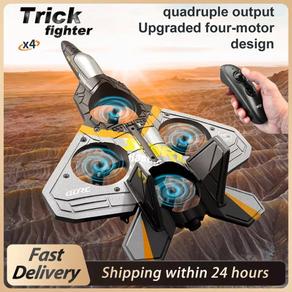 Trick
fighter
x4
quadruple output
Upgraded four-motor
design
Fast
Delivery
Shipping within 24 hours